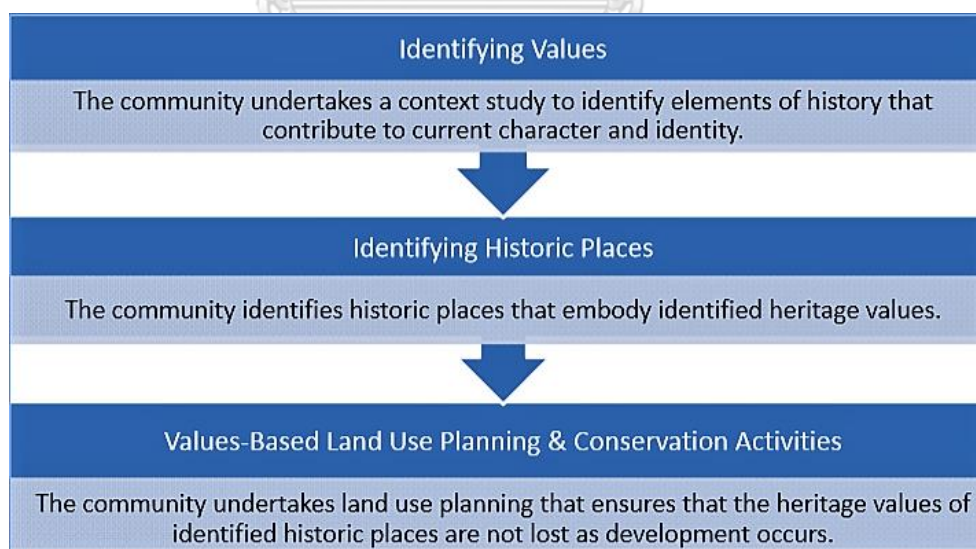 Identifying Values
The community undertakes a context study to identify elements of history that
contribute to current character and identity.
Identifying Historic Places
The community identifies historic places that embody identified heritage values.
Values-Based Land Use Planning & Conservation Activities
The community undertakes land use planning that ensures that the heritage values of
identified historic places are not lost as development occurs.